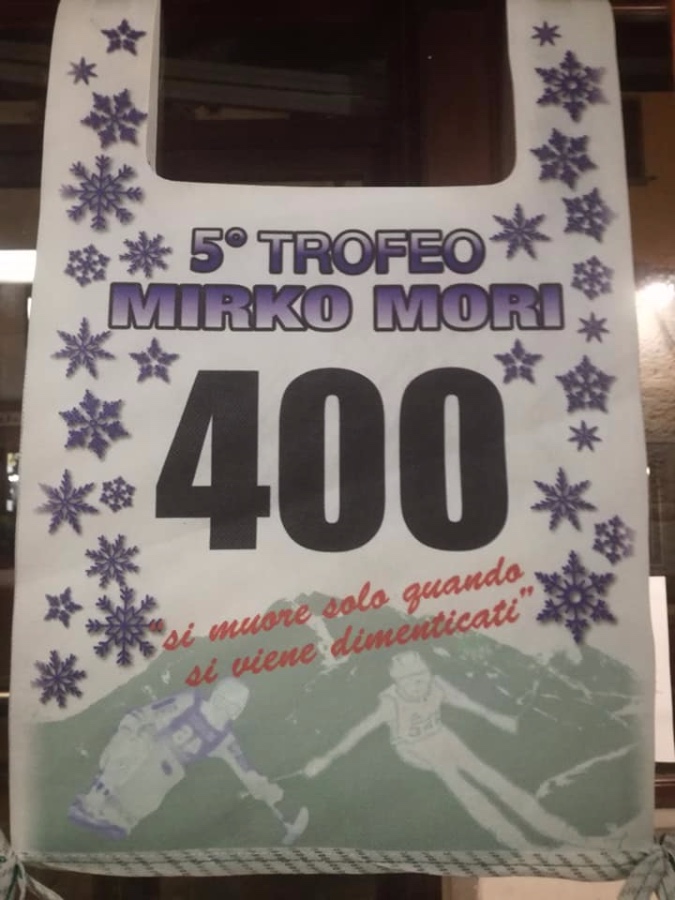 5° TROFEO
MIRKO MORI
400
"si muore solo quando
si viene dimenticati"